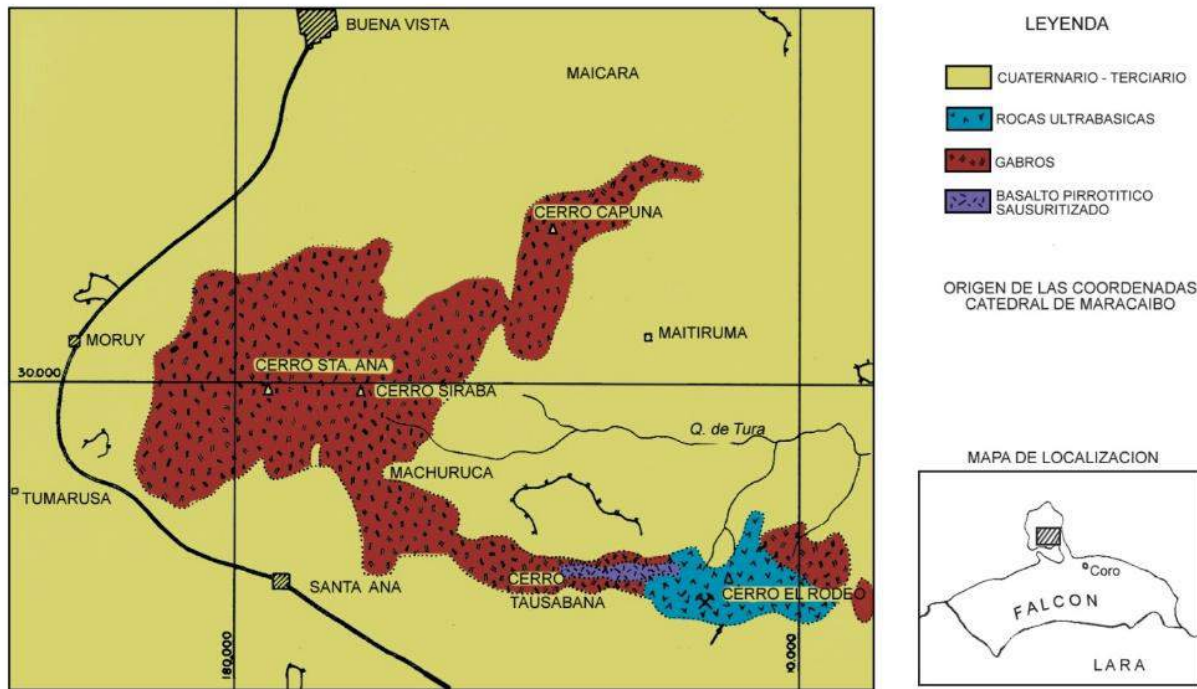 BUENA VISTA
MAICARA
CERRO CAPUNA
MORUY
MAITIRUMA
30.000
CERRO STA. ANA
CERRO SIRABA
Q. de Tura
MACHURUCA
TUMARUSA
SANTA ANA
CERRO
TAUSABANA
CERRO EL RODEO
180,000
10.000
LEYENDA
CUATERNARIO - TERCIARIO
ROCAS ULTRABASICAS
GABROS
BASALTO PIRROTITICO
SAUSURITIZADO
ORIGEN DE LAS COORDENADAS
CATEDRAL DE MARACAIBO
MAPA DE LOCALIZACION
Coro
FALCON
LARA